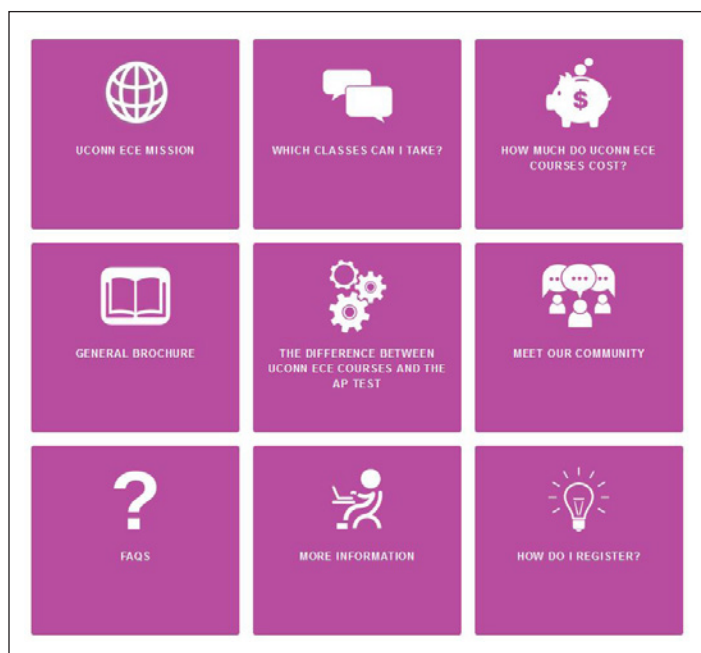 UCONN ECE MISSION
WHICH CLASSES CAN I TAKE?
$
HOW MUCH DO UCONN ECE
COURSES COST?
GENERAL BROCHURE
THE DIFFERENCE BETWEEN
UCONN ECE COURSES AND THE
AP TEST
MEET OUR COMMUNITY
?
FAQS
MORE INFORMATION
HOW DO I REGISTER?